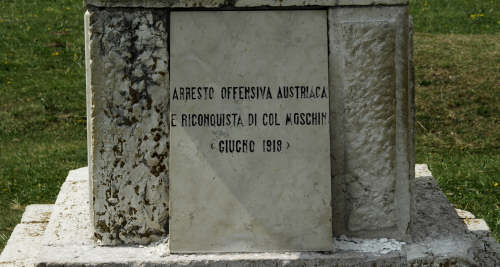 ARRESTO OFFENSIVA AUSTRIACA
E RICONQUISTA DI COL MOSCHIN
( GIUGNO 1918 )